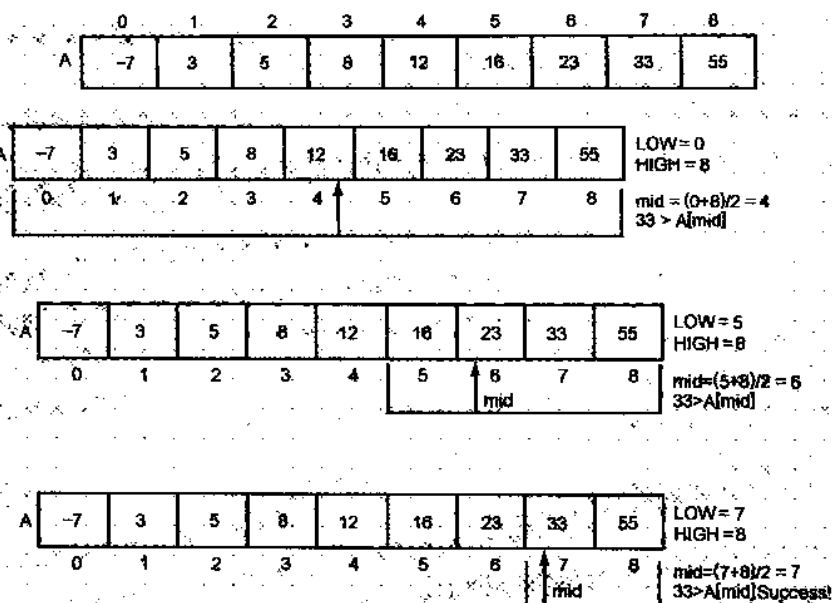 0 1 2 3 4 5 6 7 8
A -7 3 5 8 12 16 23 33 55
A -7 3 5 8 12 16 23 33 55
LOW = 0
HIGH = 8
0 1 2 3 4 5 6 7 8
mid = (0+8)/2 = 4
33 > A[mid]
A -7 3 5 8 12 16 23 33 55
LOW = 5
HIGH = 8
0 1 2 3 4 5 6 7 8
mid
mid=(5+8)/2 = 6
33>A[mid]
A -7 3 5 8 12 16 23 33 55
LOW = 7
HIGH = 8
0 1 2 3 4 5 6 7 8
mid
mid=(7+8)/2 = 7
33>A[mid]Success!